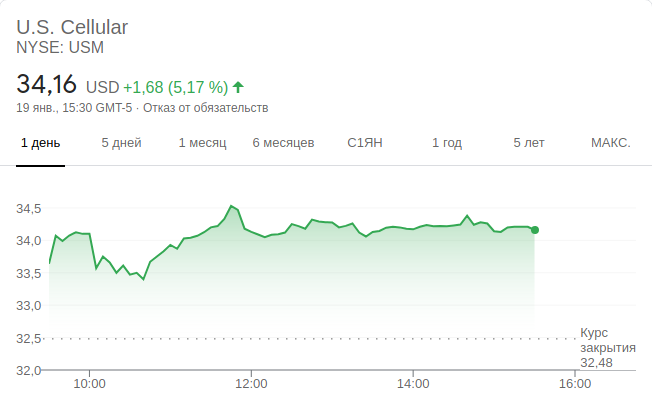 U.S. Cellular
NYSE: USM
34,16 USD +1,68 (5,17 %)
19 янв., 15:30 GMT-5 · Отказ от обязательств
1 день 5 дней 1 месяц 6 месяцев С1ЯН 1 год 5 лет МАКС.
34,5
34,0
33,5
33,0
32,5
32,0
Курс
закрытия
32,48
10:00 12:00 14:00 16:00